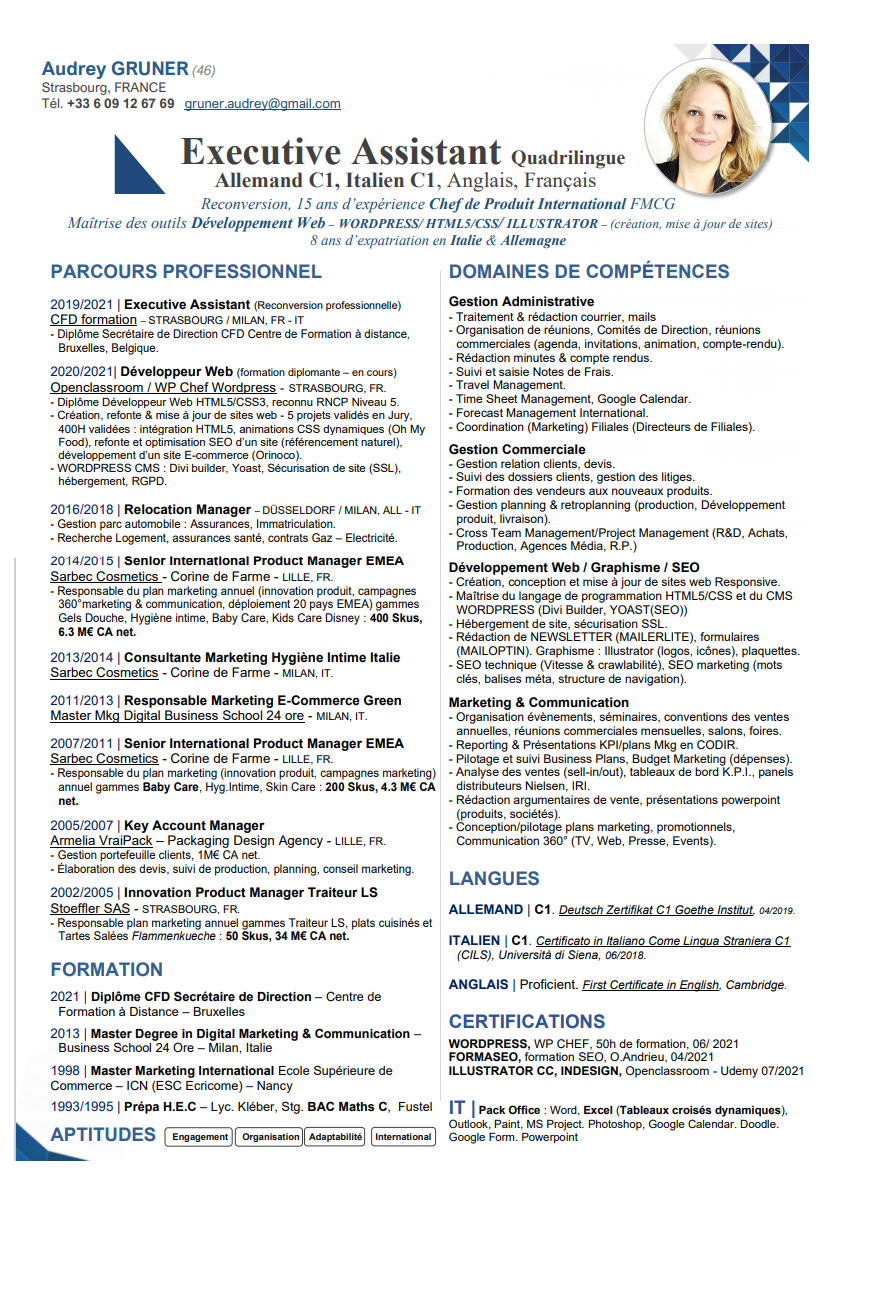 Audrey GRUNER (46)
Strasbourg, FRANCE
Tél. +33 6 09 12 67 69 gruner.audrey@gmail.com
Executive Assistant Quadrilingue
Allemand C1, Italien C1, Anglais, Français
Reconversion, 15 ans d’expérience Chef de Produit International FMCG
Maîtrise des outils Développement Web – WORDPRESS/ HTML5/CSS/ ILLUSTRATOR – (création, mise à jour de sites)
8 ans d’expatriation en Italie & Allemagne
PARCOURS PROFESSIONNEL
2019/2021 | Executive Assistant (Reconversion professionnelle)
CFD formation – STRASBOURG / MILAN, FR - IT
- Diplôme Secrétaire de Direction CFD Centre de Formation à distance,
Bruxelles, Belgique.
2020/2021| Développeur Web (formation diplomante – en cours)
Openclassroom / WP Chef Wordpress - STRASBOURG, FR.
- Diplôme Développeur Web HTML5/CSS3, reconnu RNCP Niveau 5.
- Création, refonte & mise à jour de sites web - 5 projets validés en Jury,
400H validées : intégration HTML5, animations CSS dynamiques (Oh My
Food), refonte et optimisation SEO d’un site (référencement naturel),
développement d’un site E-commerce (Orinoco).
- WORDPRESS CMS : Divi builder, Yoast, Sécurisation de site (SSL),
hébergement, RGPD.
2016/2018 | Relocation Manager – DÜSSELDORF / MILAN, ALL - IT
- Gestion parc automobile : Assurances, Immatriculation.
- Recherche Logement, assurances santé, contrats Gaz – Electricité.
2014/2015 | Senior International Product Manager EMEA
Sarbec Cosmetics - Corine de Farme - LILLE, FR.
- Responsable du plan marketing annuel (innovation produit, campagnes
360°marketing & communication, déploiement 20 pays EMEA) gammes
Gels Douche, Hygiène intime, Baby Care, Kids Care Disney : 400 Skus,
6.3 M€ CA net.
2013/2014 | Consultante Marketing Hygiène Intime Italie
Sarbec Cosmetics - Corine de Farme - MILAN, IT.
2011/2013 | Responsable Marketing E-Commerce Green
Master Mkg Digital Business School 24 ore - MILAN, IT.
2007/2011 | Senior International Product Manager EMEA
Sarbec Cosmetics - Corine de Farme - LILLE, FR.
- Responsable du plan marketing (innovation produit, campagnes marketing)
annuel gammes Baby Care, Hyg.Intime, Skin Care : 200 Skus, 4.3 M€ CA
net.
2005/2007 | Key Account Manager
Armelia VraiPack – Packaging Design Agency - LILLE, FR.
- Gestion portefeuille clients, 1M€ CA net.
- Élaboration des devis, suivi de production, planning, conseil marketing.
2002/2005 | Innovation Product Manager Traiteur LS
Stoeffler SAS - STRASBOURG, FR.
- Responsable plan marketing annuel gammes Traiteur LS, plats cuisinés et
Tartes Salées Flammenkueche : 50 Skus, 34 M€ CA net.
FORMATION
2021 | Diplôme CFD Secrétaire de Direction – Centre de
Formation à Distance – Bruxelles
2013 | Master Degree in Digital Marketing & Communication –
Business School 24 Ore – Milan, Italie
1998 | Master Marketing International Ecole Supérieure de
Commerce – ICN (ESC Ecricome) – Nancy
1993/1995 | Prépa H.E.C – Lyc. Kléber, Stg. BAC Maths C, Fustel
APTITUDES Engagement Organisation Adaptabilité International
DOMAINES DE COMPÉTENCES
Gestion Administrative
- Traitement & rédaction courrier, mails
- Organisation de réunions, Comités de Direction, réunions
commerciales (agenda, invitations, animation, compte-rendu).
- Rédaction minutes & compte rendus.
- Suivi et saisie Notes de Frais.
- Travel Management.
- Time Sheet Management, Google Calendar.
- Forecast Management International.
- Coordination (Marketing) Filiales (Directeurs de Filiales).
Gestion Commerciale
- Gestion relation clients, devis.
- Suivi des dossiers clients, gestion des litiges.
- Formation des vendeurs aux nouveaux produits.
- Gestion planning & retroplanning (production, Développement
produit, livraison).
- Cross Team Management/Project Management (R&D, Achats,
Production, Agences Média, R.P.)
Développement Web / Graphisme / SEO
- Création, conception et mise à jour de sites web Responsive.
- Maîtrise du langage de programmation HTML5/CSS et du CMS
WORDPRESS (Divi Builder, YOAST(SEO))
- Hébergement de site, sécurisation SSL.
- Rédaction de NEWSLETTER (MAILERLITE), formulaires
(MAILOPTIN). Graphisme : Illustrator (logos, icônes), plaquettes.
- SEO technique (Vitesse & crawlabilité), SEO marketing (mots
clés, balises méta, structure de navigation).
Marketing & Communication
- Organisation évènements, séminaires, conventions des ventes
annuelles, réunions commerciales mensuelles, salons, foires.
- Reporting & Présentations KPI/plans Mkg en CODIR.
- Pilotage et suivi Business Plans, Budget Marketing (dépenses).
- Analyse des ventes (sell-in/out), tableaux de bord K.P.I., panels
distributeurs Nielsen, IRI.
- Rédaction argumentaires de vente, présentations powerpoint
(produits, sociétés).
- Conception/pilotage plans marketing, promotionnels,
Communication 360° (TV, Web, Presse, Events).
LANGUES
ALLEMAND | C1. Deutsch Zertifikat C1 Goethe Institut, 04/2019.
ITALIEN | C1. Certificato in Italiano Come Lingua Straniera C1
(CILS), Università di Siena, 06/2018.
ANGLAIS | Proficient. First Certificate in English, Cambridge.
CERTIFICATIONS
WORDPRESS, WP CHEF, 50h de formation, 06/ 2021
FORMASEO, formation SEO, O.Andrieu, 04/2021
ILLUSTRATOR CC, INDESIGN, Openclassroom - Udemy 07/2021
IT | Pack Office : Word, Excel (Tableaux croisés dynamiques),
Outlook, Paint, MS Project. Photoshop, Google Calendar. Doodle.
Google Form. Powerpoint